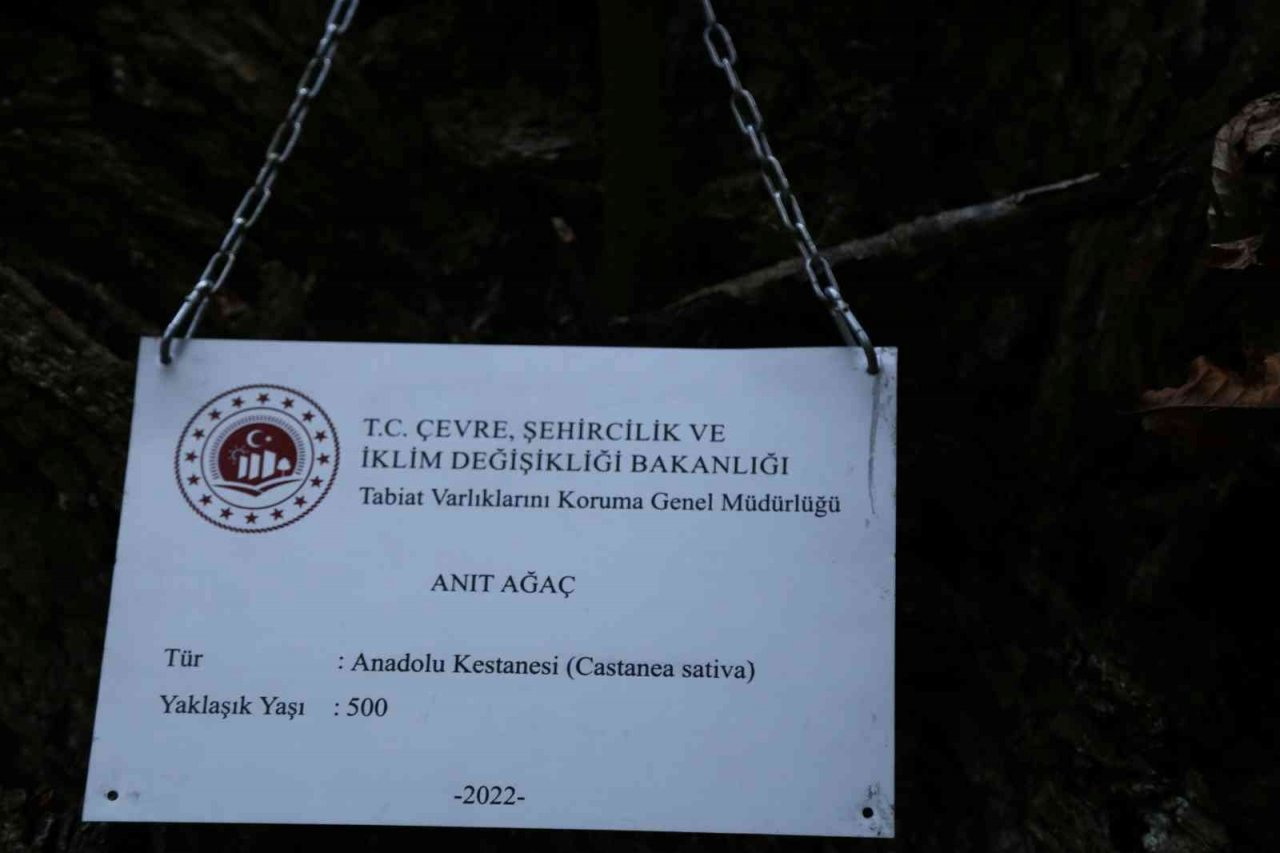 T.C. ÇEVRE, ŞEHİRCİLİK VE
İKLİM DEĞİŞİKLİĞİ BAKANLIĞI
Tabiat Varlıklarını Koruma Genel Müdürlüğü
ANIT AĞAÇ
Tür : Anadolu Kestanesi (Castanea sativa)
Yaklaşık Yaşı : 500
-2022-